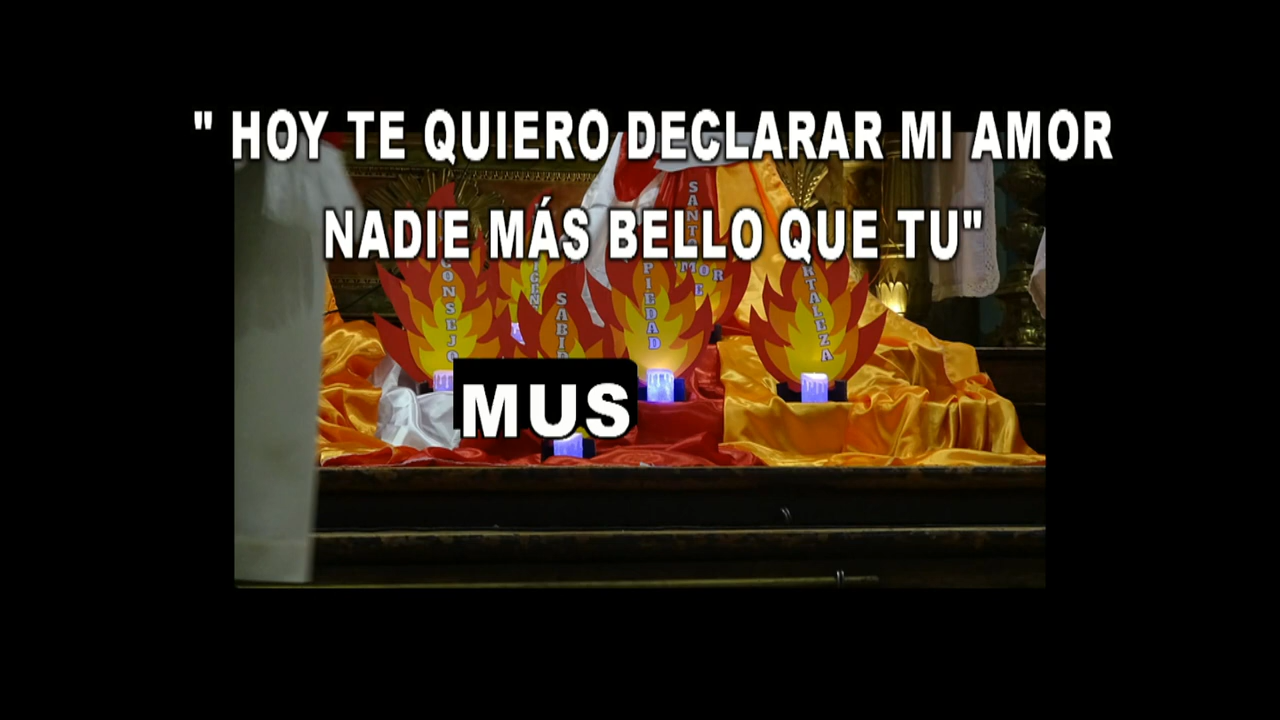 " HOY TE QUIERO DECLARAR MI AMOR
NADIE MÁS BELLO QUE TU"
CONSEJO
PIEDAD
MUS